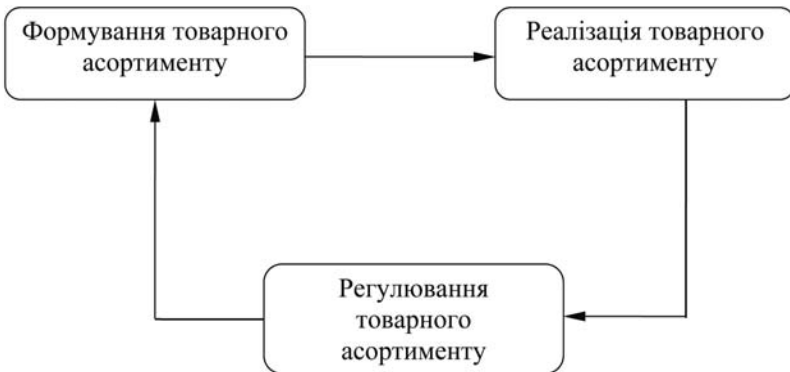 Формування товарного
асортименту
Реалізація товарного
асортименту
Регулювання
товарного
асортименту